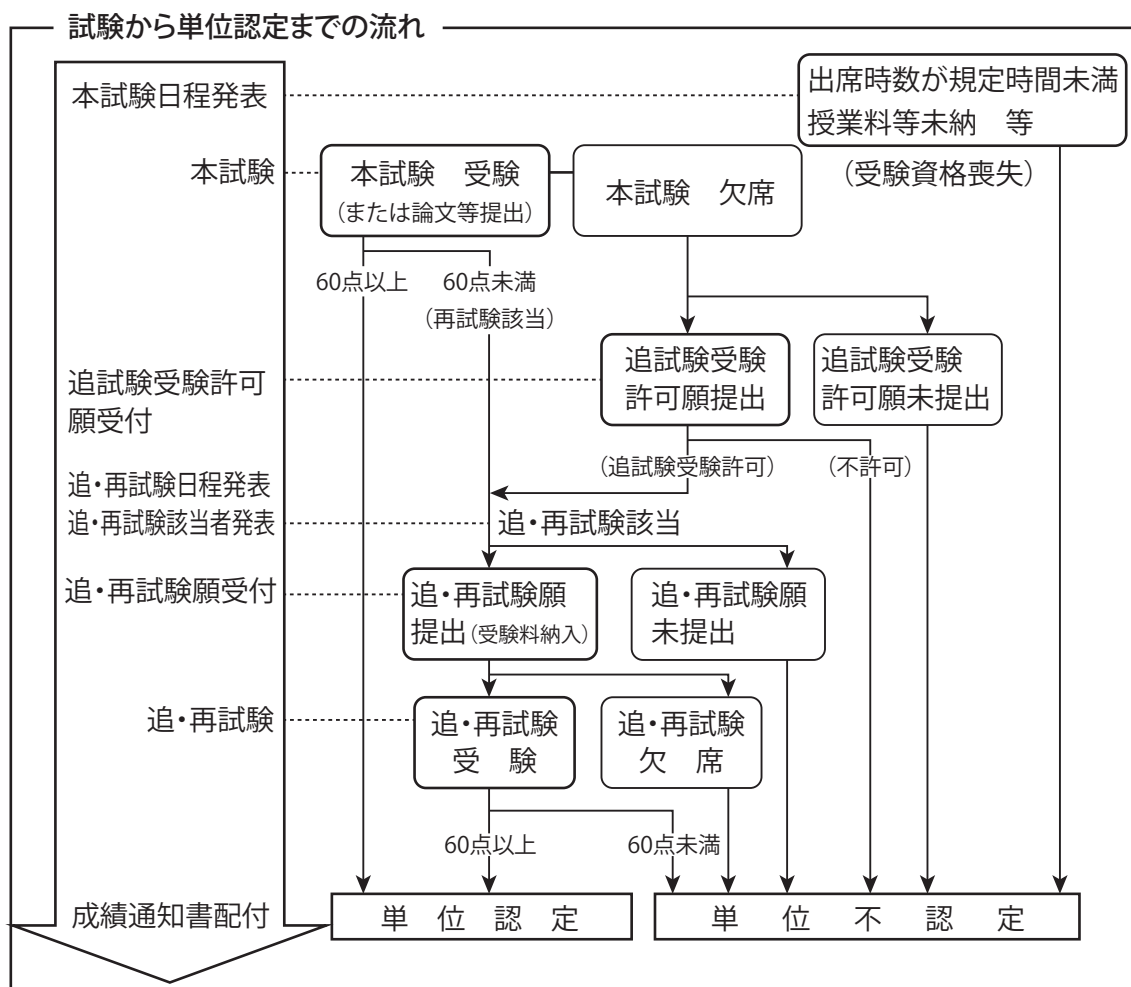 試験から単位認定までの流れ
本試験日程発表
出席時数が規定時間未満
授業料等未納　等
（受験資格喪失）
本試験
本試験　受験
（または論文等提出）
本試験　欠席
60点以上
60点未満
（再試験該当）
追試験受験許可
願受付
追試験受験
許可願提出
追試験受験
許可願未提出
（追試験受験許可）
（不許可）
追・再試験日程発表
追・再試験該当者発表
追・再試験該当
追・再試験願受付
追・再試験願
提出（受験料納入）
追・再試験願
未提出
追・再試験
追・再試験
受　験
追・再試験
欠　席
60点以上
60点未満
成績通知書配付
単　位　認　定
単　位　不　認　定